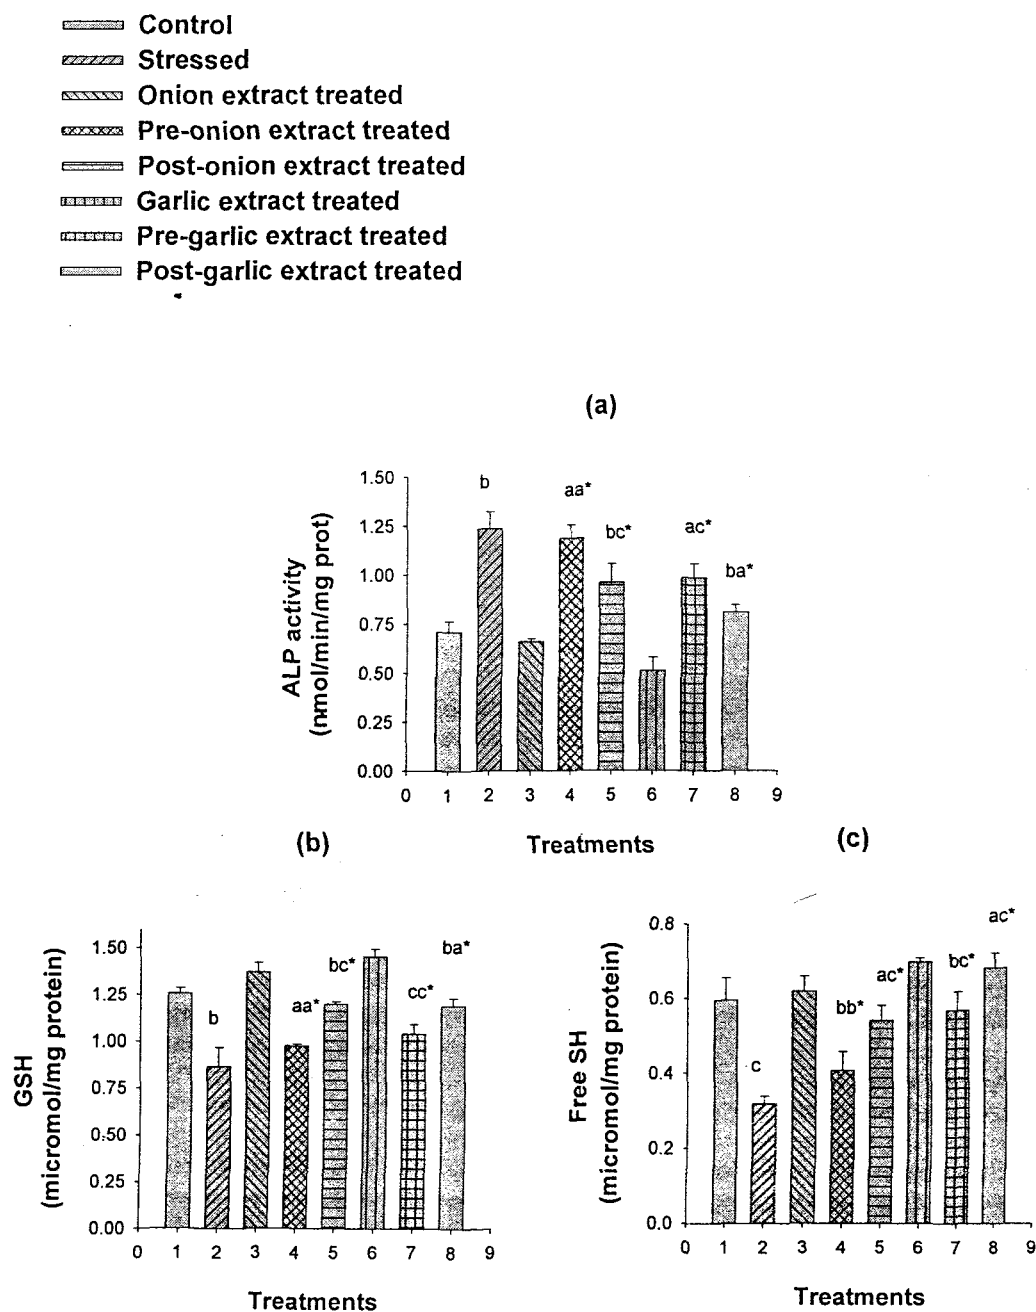 Control
Stressed
Onion extract treated
Pre-onion extract treated
Post-onion extract treated
Garlic extract treated
Pre-garlic extract treated
Post-garlic extract treated
(a)
ALP activity
(nmol/min/mg prot)
1.50
1.25
1.00
0.75
0.50
0.25
0.00
b
aa*
bc*
ac*
ba*
0 1 2 3 4 5 6 7 8 9
Treatments
(b)
GSH
(micromol/mg protein)
1.50
1.25
1.00
0.75
0.50
0.25
0.00
b
aa*
bc*
cc*
ba*
0 1 2 3 4 5 6 7 8 9
Treatments
(c)
Free SH
(micromol/mg protein)
0.8
0.6
0.4
0.2
0.0
c
bb*
ac*
bc*
ac*
0 1 2 3 4 5 6 7 8 9
Treatments